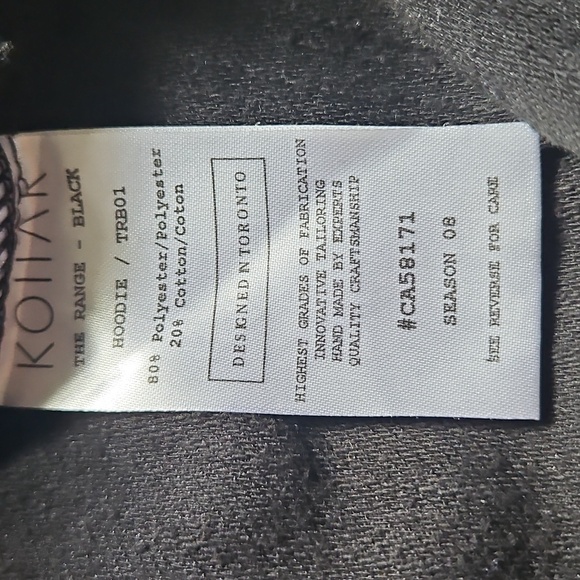 KOLLAR
THE RANGE - BLACK
HOODIE / TRB01
80% Polyester/Polyester
20% Cotton/Coton
DESIGNED IN TORONTO
HIGHEST GRADES OF FABRICATION
INNOVATIVE TAILORING
HAND MADE BY EXPERTS
QUALITY CRAFTSMANSHIP
#CA58171
SEASON 08
SEE REVERSE FOR CARE